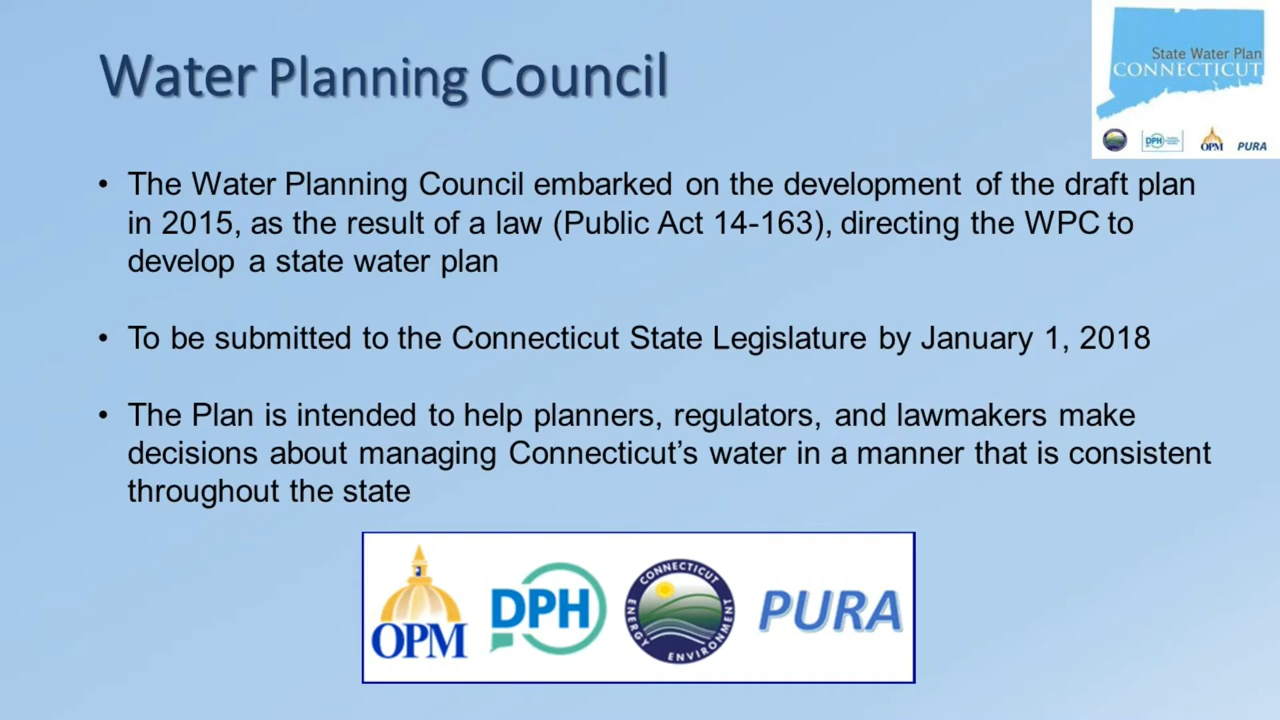 Water Planning Council
State Water Plan
CONNECTICUT
DPH
OPM
PURA
• The Water Planning Council embarked on the development of the draft plan
in 2015, as the result of a law (Public Act 14-163), directing the WPC to
develop a state water plan
• To be submitted to the Connecticut State Legislature by January 1, 2018
• The Plan is intended to help planners, regulators, and lawmakers make
decisions about managing Connecticut’s water in a manner that is consistent
throughout the state
OPM
DPH
CONNECTICUT
ENERGY
ENVIRONMENT
PURA